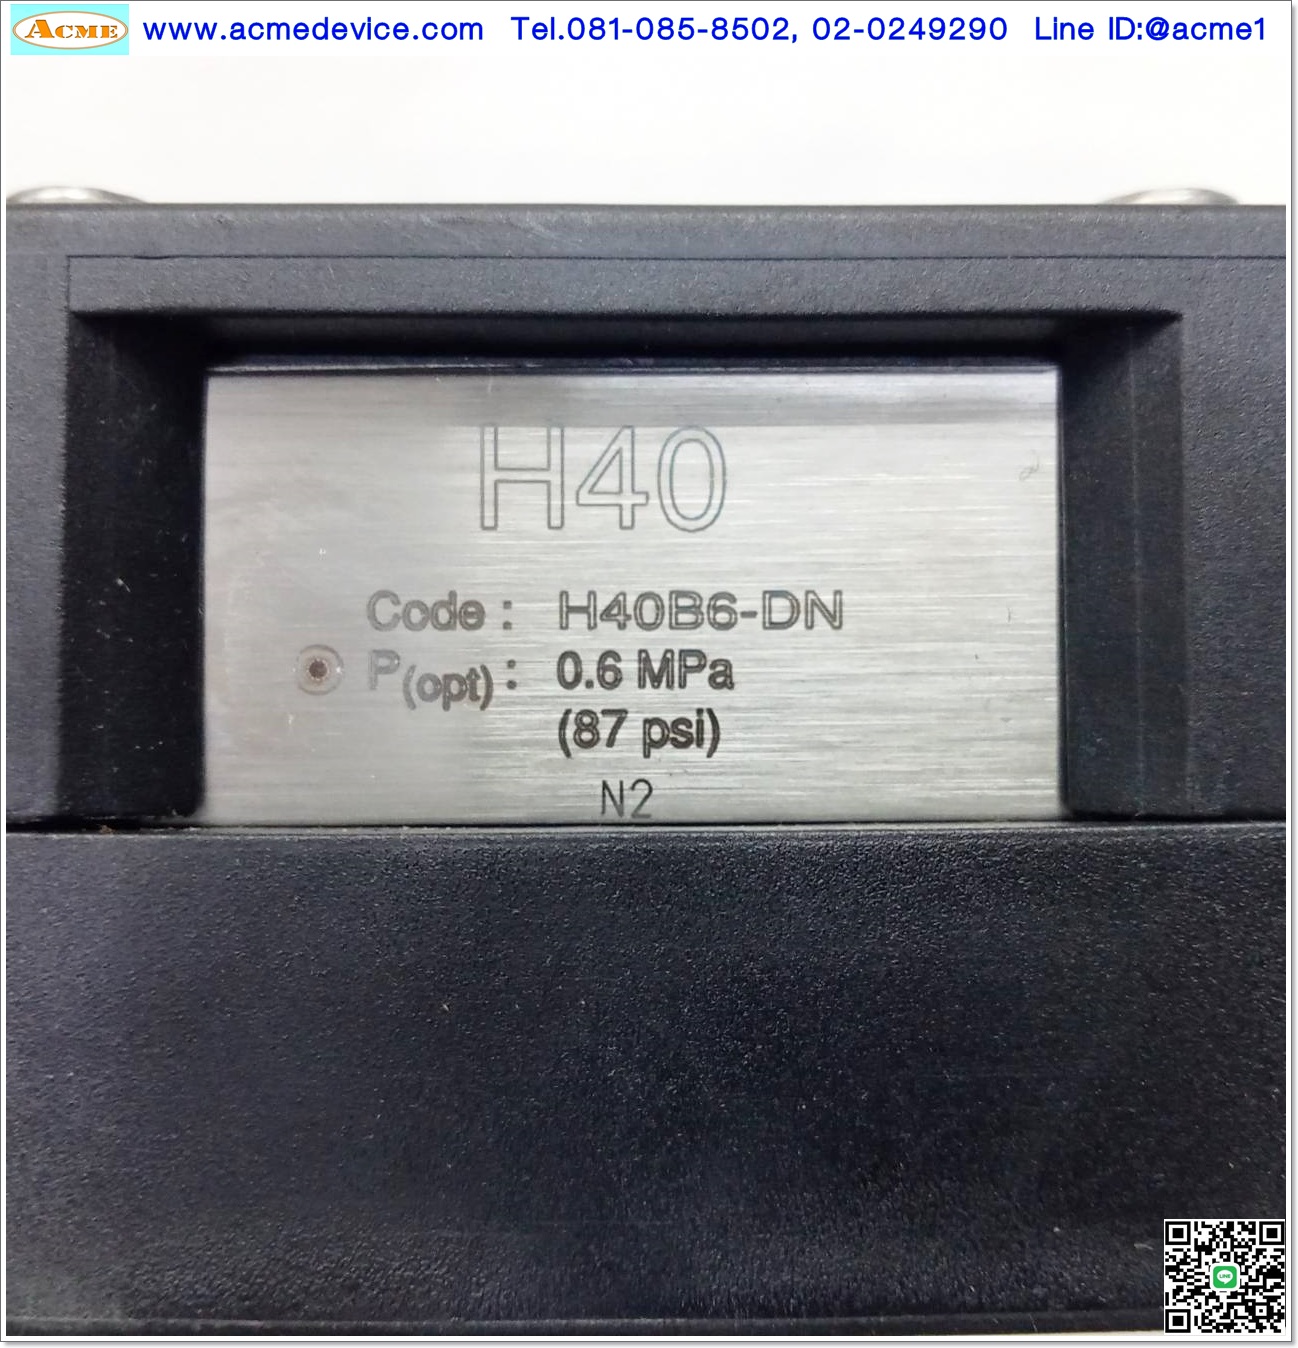 ACME www.acmedevice.com Tel.081-085-8502, 02-0249290 Line ID:@acme1
H40
Code : H40B6-DN
P(opt) : 0.6 MPa
(87 psi)
N2
LINE